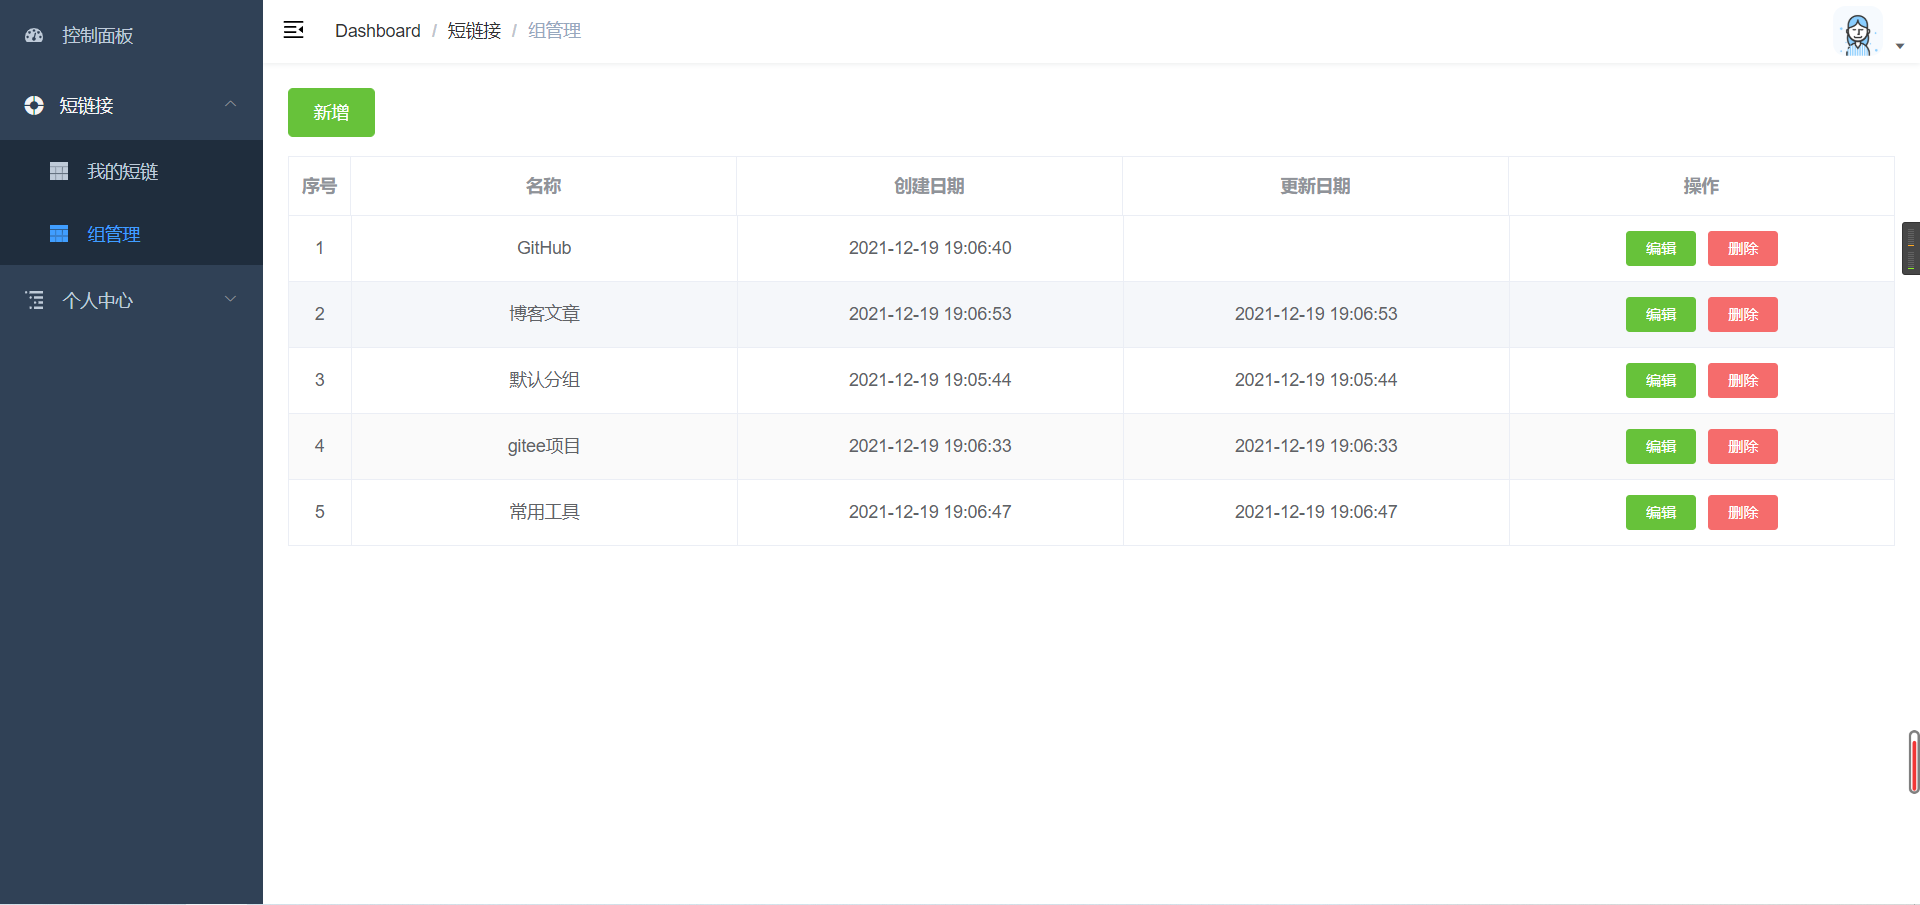 控制面板
短链接
我的短链
组管理
个人中心
Dashboard / 短链接 / 组管理
新增
序号 名称 创建日期 更新日期 操作
1 GitHub 2021-12-19 19:06:40 编辑 删除
2 博客文章 2021-12-19 19:06:53 2021-12-19 19:06:53 编辑 删除
3 默认分组 2021-12-19 19:05:44 2021-12-19 19:05:44 编辑 删除
4 gitee项目 2021-12-19 19:06:33 2021-12-19 19:06:33 编辑 删除
5 常用工具 2021-12-19 19:06:47 2021-12-19 19:06:47 编辑 删除